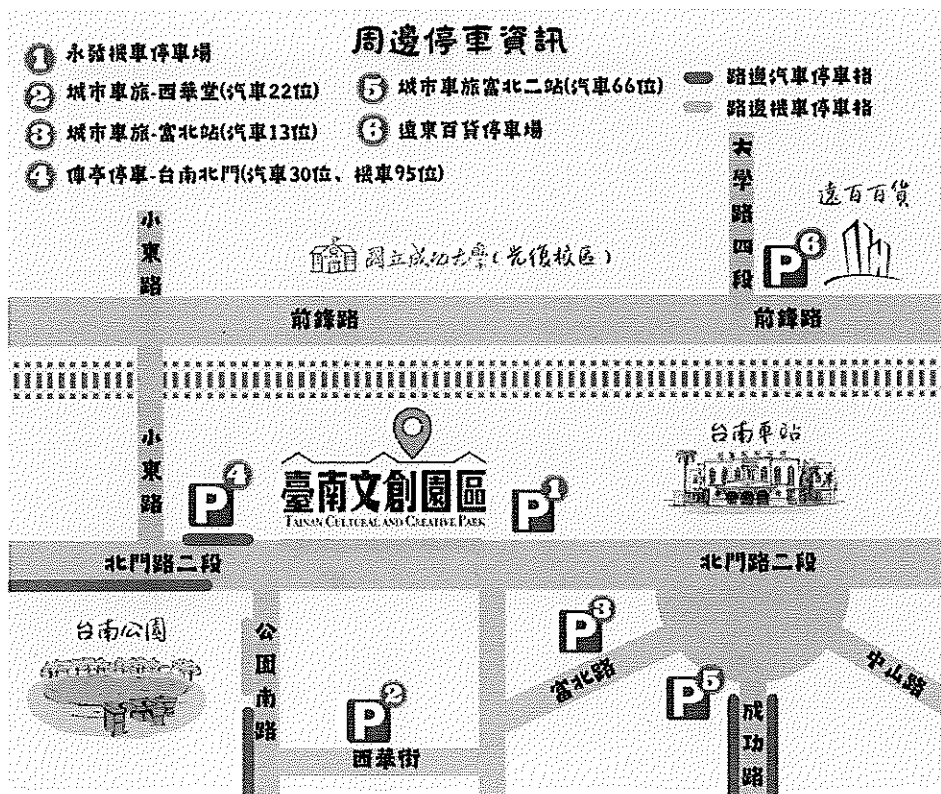 周邊停車資訊
1 永發機車停車場
2 城市車旅-西華堂(汽車22位)
3 城市車旅-富北站(汽車13位)
4 俥亭停車-台南北門(汽車30位、機車95位)
5 城市車旅富北二站(汽車66位)
6 遠東百貨停車場
路邊汽車停車格
路邊機車停車格
大學路四段
遠百百貨
P 6
小東路
國立成功大學(光復校區)
前鋒路
前鋒路
小東路
P 4
臺南文創園區
TAINAN CULTURAL AND CREATIVE PARK
P 1
台南車站
北門路二段
北門路二段
台南公園
公園南路
P 2
西華街
P 3
富北路
P 5
成功路
中山路